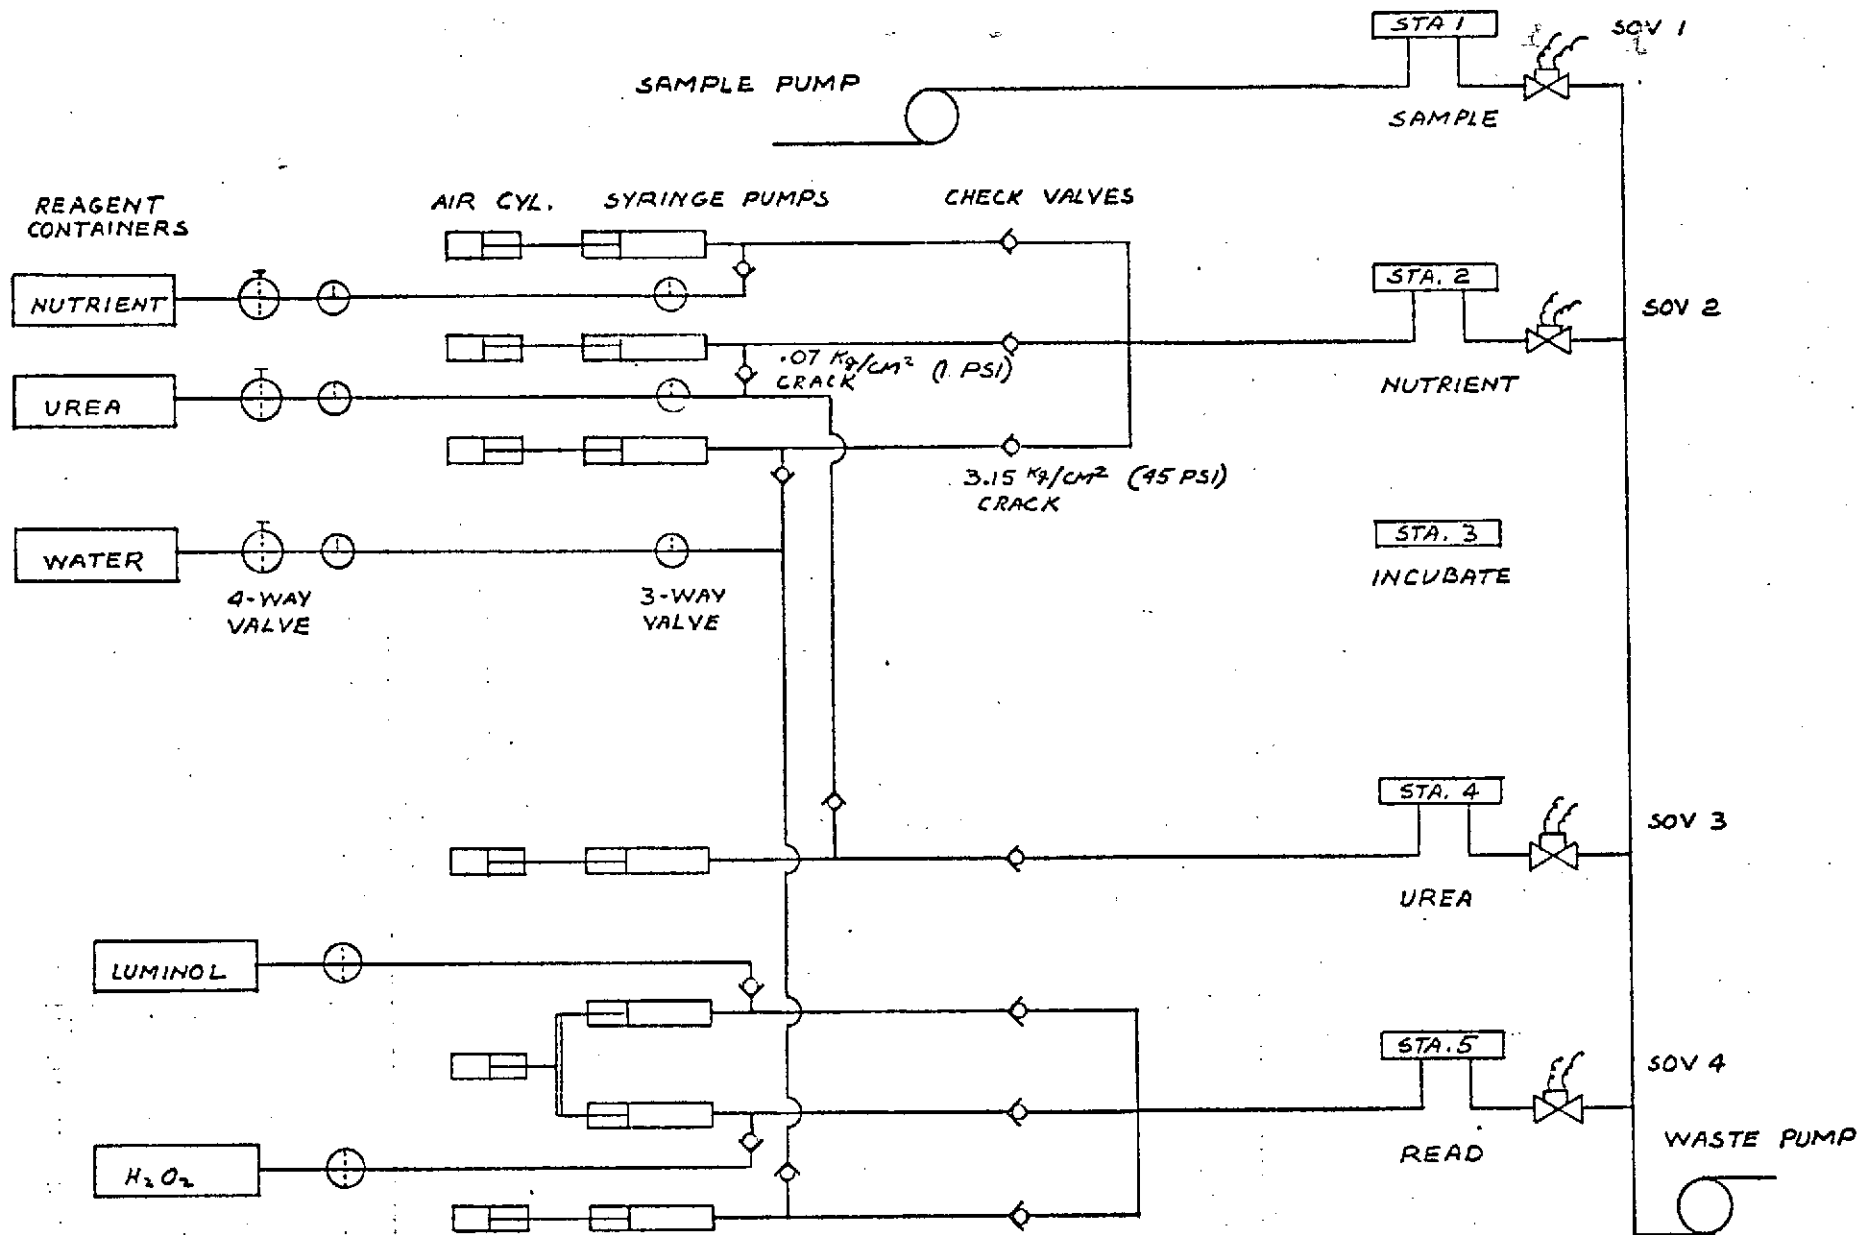 STA 1
SOV 1
SAMPLE PUMP
SAMPLE
REAGENT
CONTAINERS
AIR CYL.
SYRINGE PUMPS
CHECK VALVES
NUTRIENT
STA. 2
SOV 2
.07 Kg/CM² (1 PSI)
CRACK
NUTRIENT
UREA
3.15 Kg/CM² (45 PSI)
CRACK
STA. 3
INCUBATE
WATER
4-WAY
VALVE
3-WAY
VALVE
STA. 4
SOV 3
UREA
LUMINOL
STA. 5
SOV 4
READ
WASTE PUMP
H₂O₂